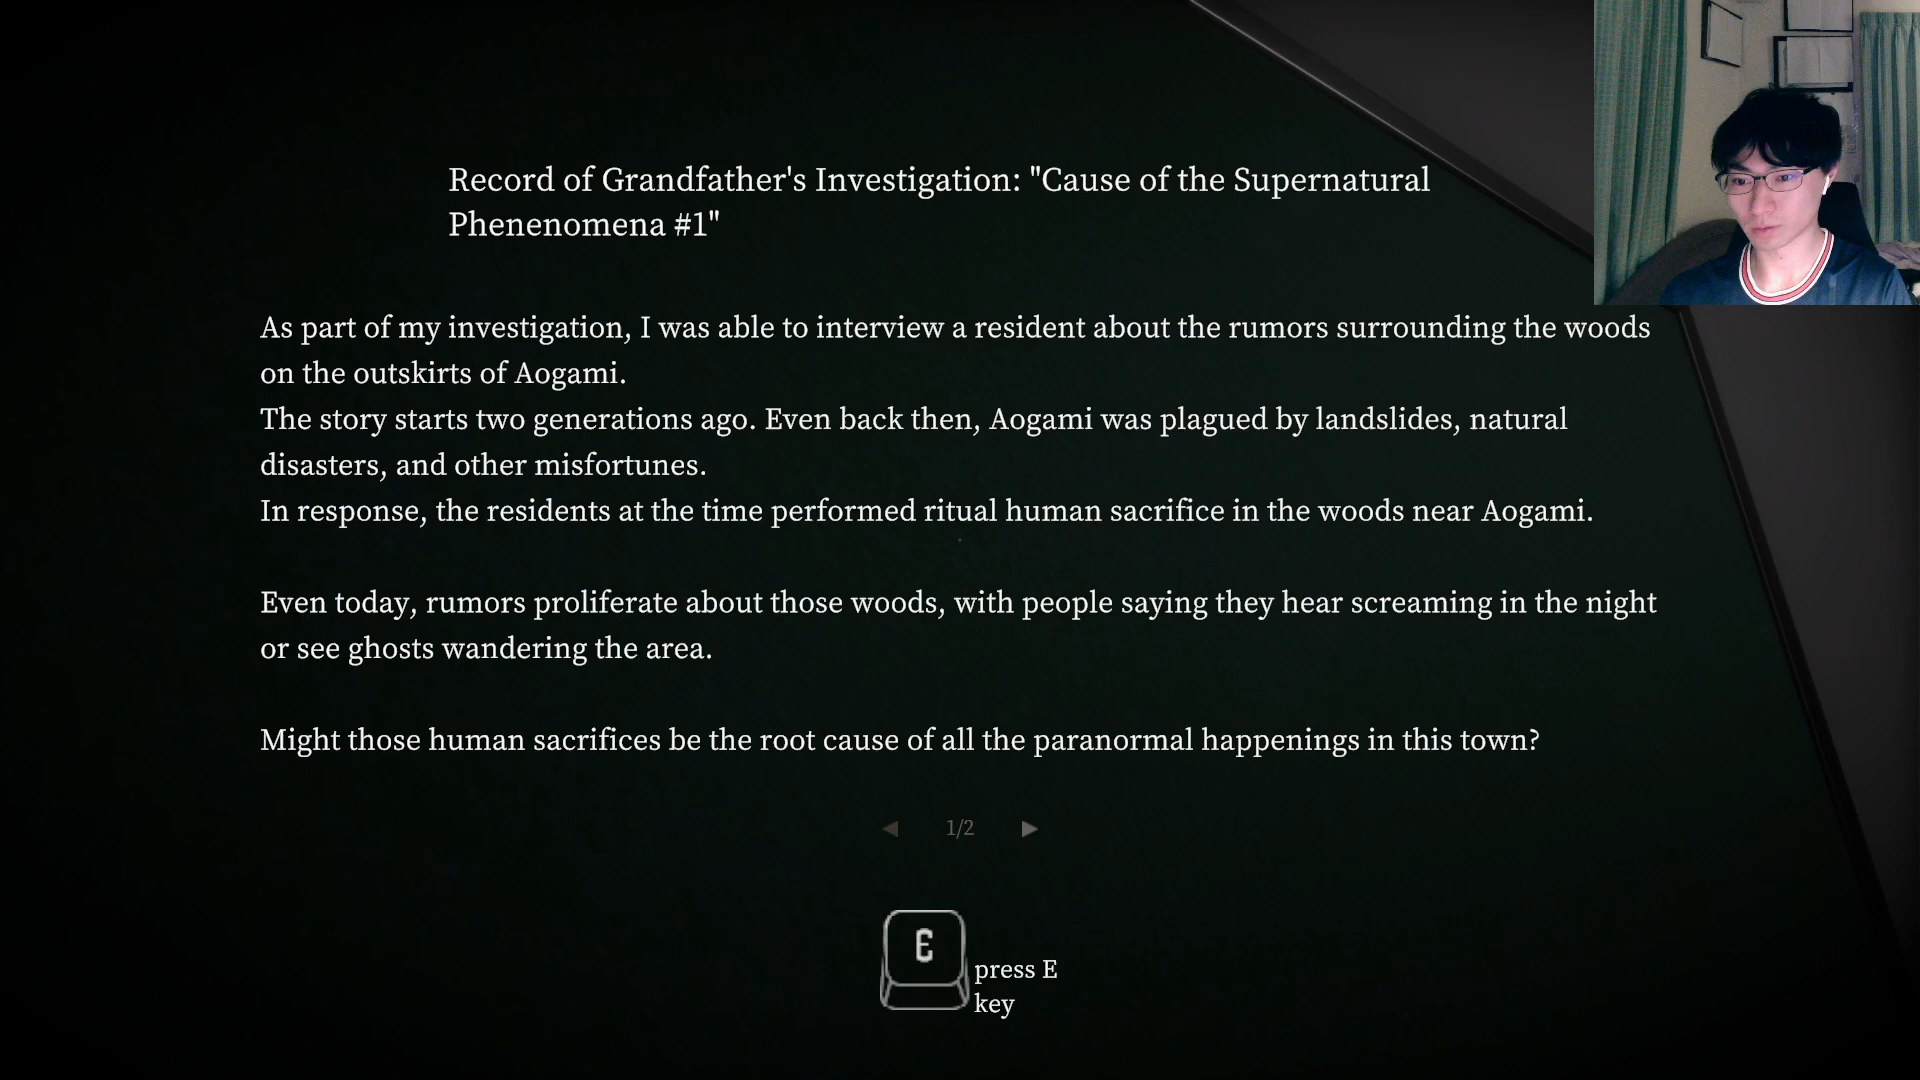 Record of Grandfather's Investigation: "Cause of the Supernatural
Phenenomena #1"
As part of my investigation, I was able to interview a resident about the rumors surrounding the woods
on the outskirts of Aogami.
The story starts two generations ago. Even back then, Aogami was plagued by landslides, natural
disasters, and other misfortunes.
In response, the residents at the time performed ritual human sacrifice in the woods near Aogami.
Even today, rumors proliferate about those woods, with people saying they hear screaming in the night
or see ghosts wandering the area.
Might those human sacrifices be the root cause of all the paranormal happenings in this town?
1/2
E
press E
key